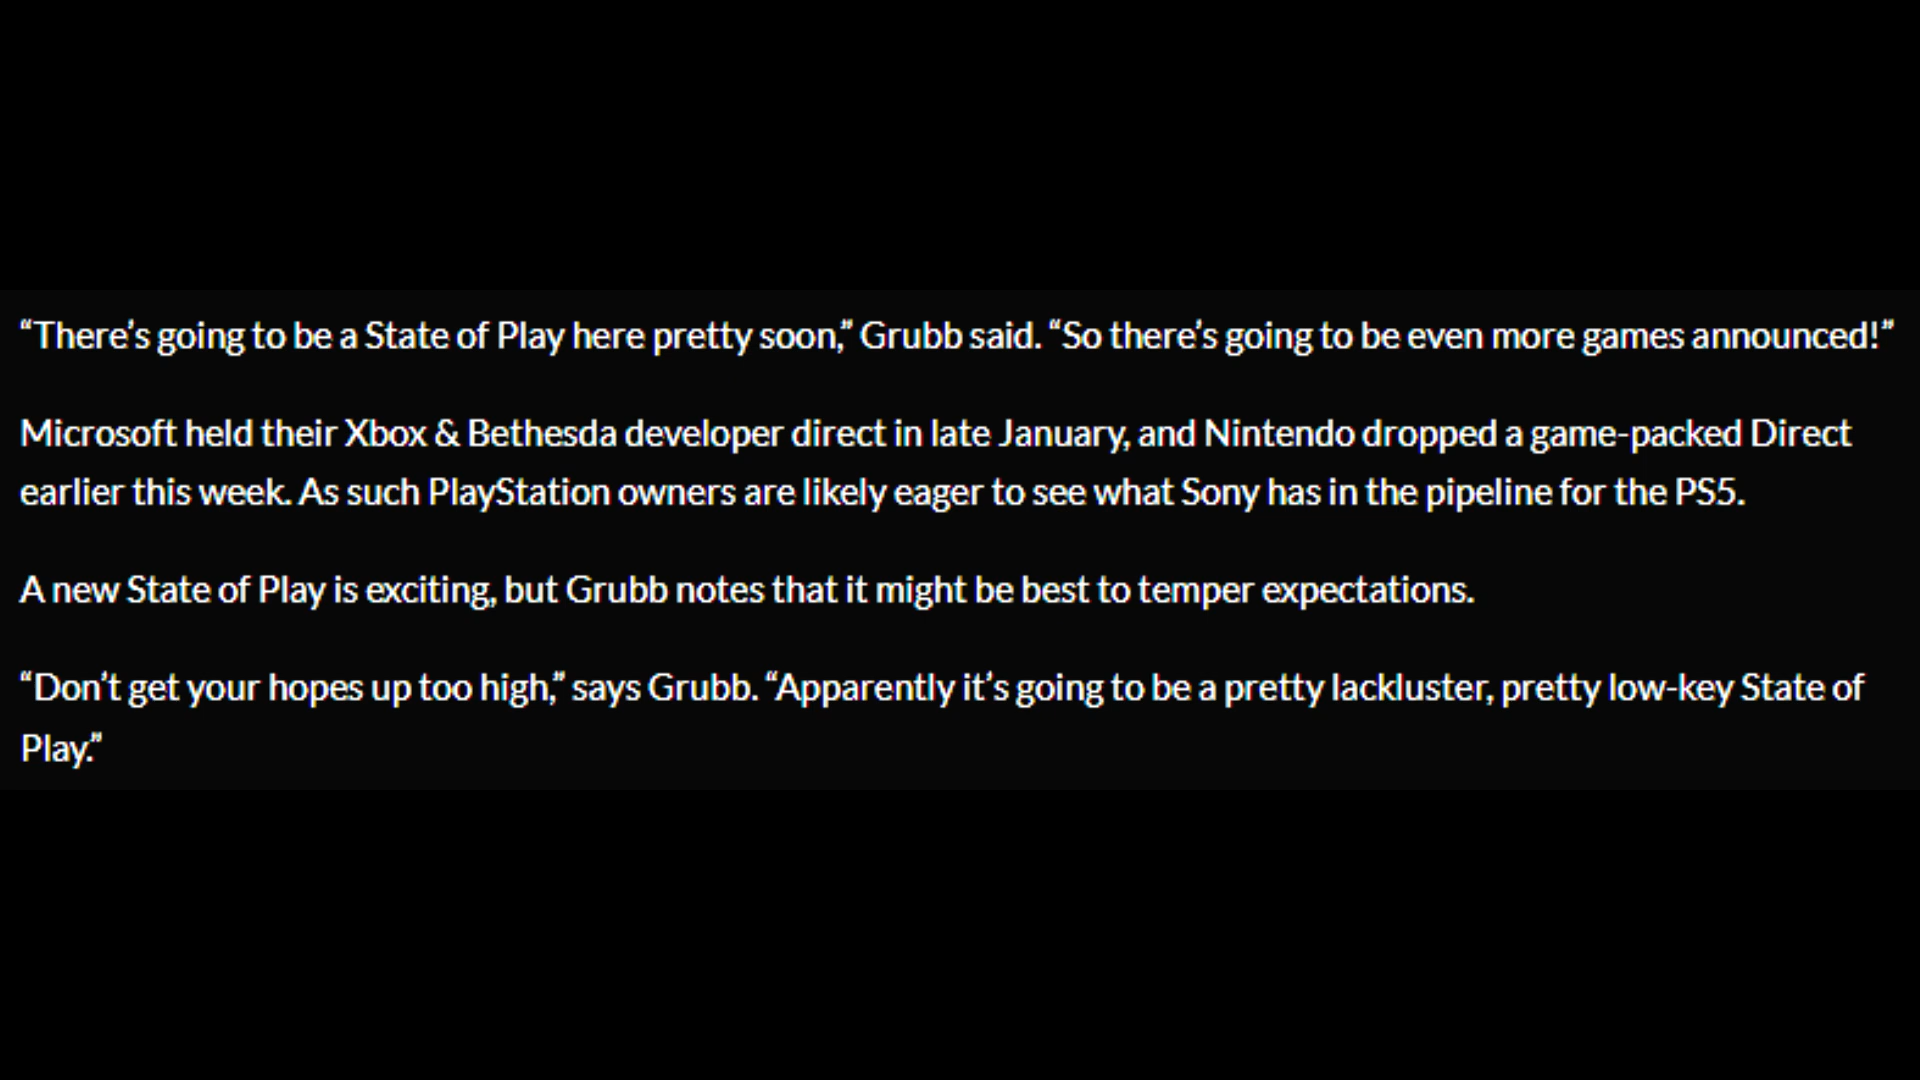 “There’s going to be a State of Play here pretty soon,” Grubb said. “So there’s going to be even more games announced!”
Microsoft held their Xbox & Bethesda developer direct in late January, and Nintendo dropped a game-packed Direct
earlier this week. As such PlayStation owners are likely eager to see what Sony has in the pipeline for the PS5.
A new State of Play is exciting, but Grubb notes that it might be best to temper expectations.
“Don’t get your hopes up too high,” says Grubb. “Apparently it’s going to be a pretty lackluster, pretty low-key State of
Play.”